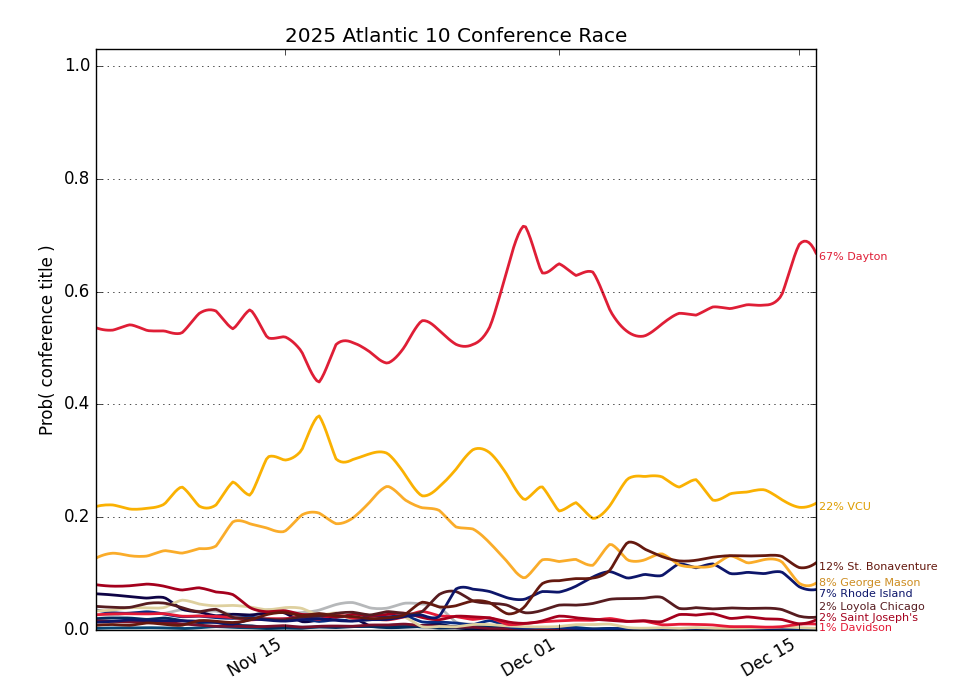 2025 Atlantic 10 Conference Race
1.0
0.8
0.6
0.4
0.2
0.0
Prob( conference title )
Nov 15
Dec 01
Dec 15
67% Dayton
22% VCU
12% St. Bonaventure
8% George Mason
7% Rhode Island
2% Loyola Chicago
2% Saint Joseph's
1% Davidson